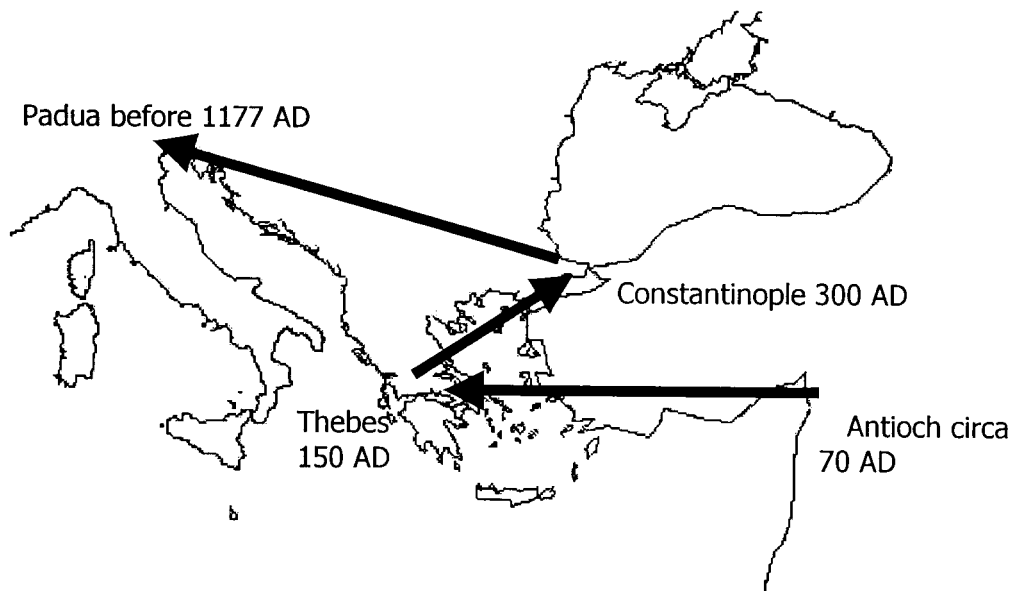 Padua before 1177 AD
Constantinople 300 AD
Thebes
150 AD
Antioch circa
70 AD